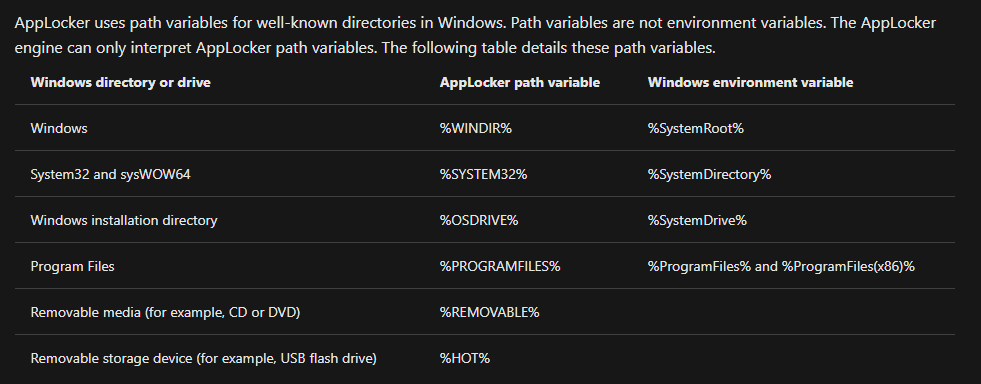 AppLocker uses path variables for well-known directories in Windows. Path variables are not environment variables. The AppLocker
engine can only interpret AppLocker path variables. The following table details these path variables.
Windows directory or drive AppLocker path variable Windows environment variable
Windows %WINDIR% %SystemRoot%
System32 and sysWOW64 %SYSTEM32% %SystemDirectory%
Windows installation directory %OSDRIVE% %SystemDrive%
Program Files %PROGRAMFILES% %ProgramFiles% and %ProgramFiles(x86)%
Removable media (for example, CD or DVD) %REMOVABLE%
Removable storage device (for example, USB flash drive) %HOT%